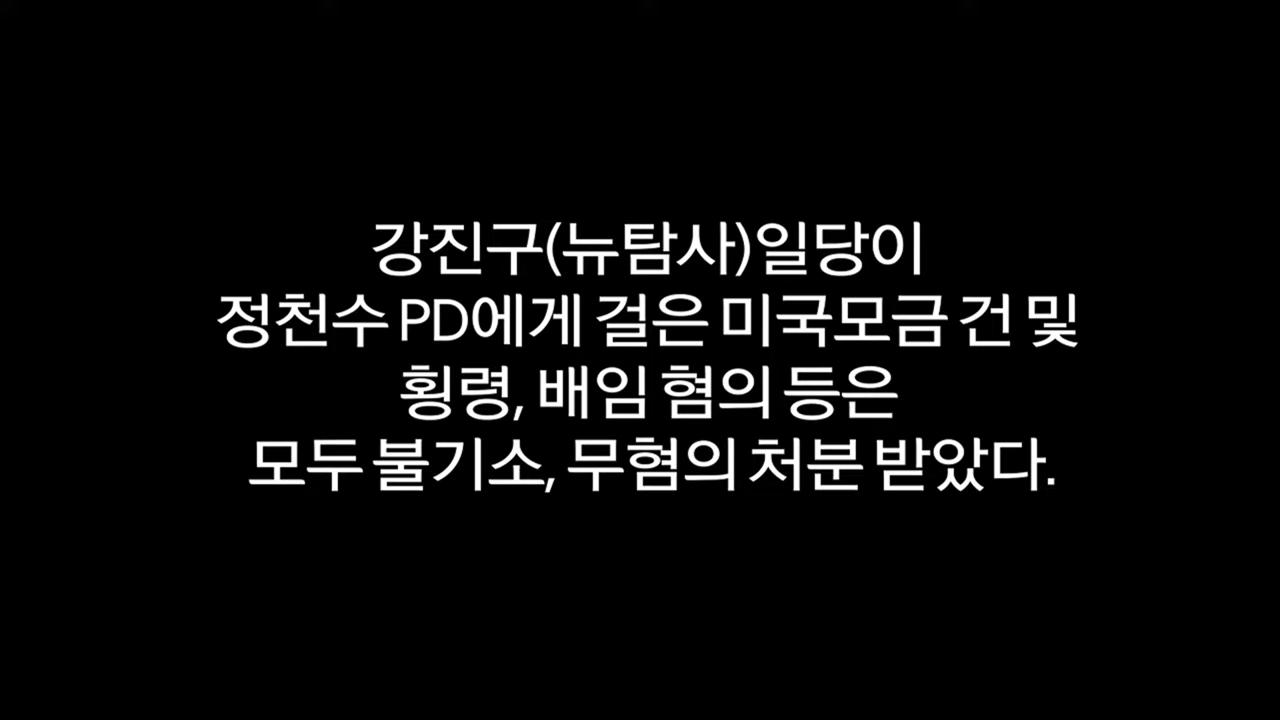 강진구(뉴탐사)일당이
정천수 PD에게 걸은 미국모금 건 및
횡령, 배임 혐의 등은
모두 불기소, 무혐의 처분 받았다.